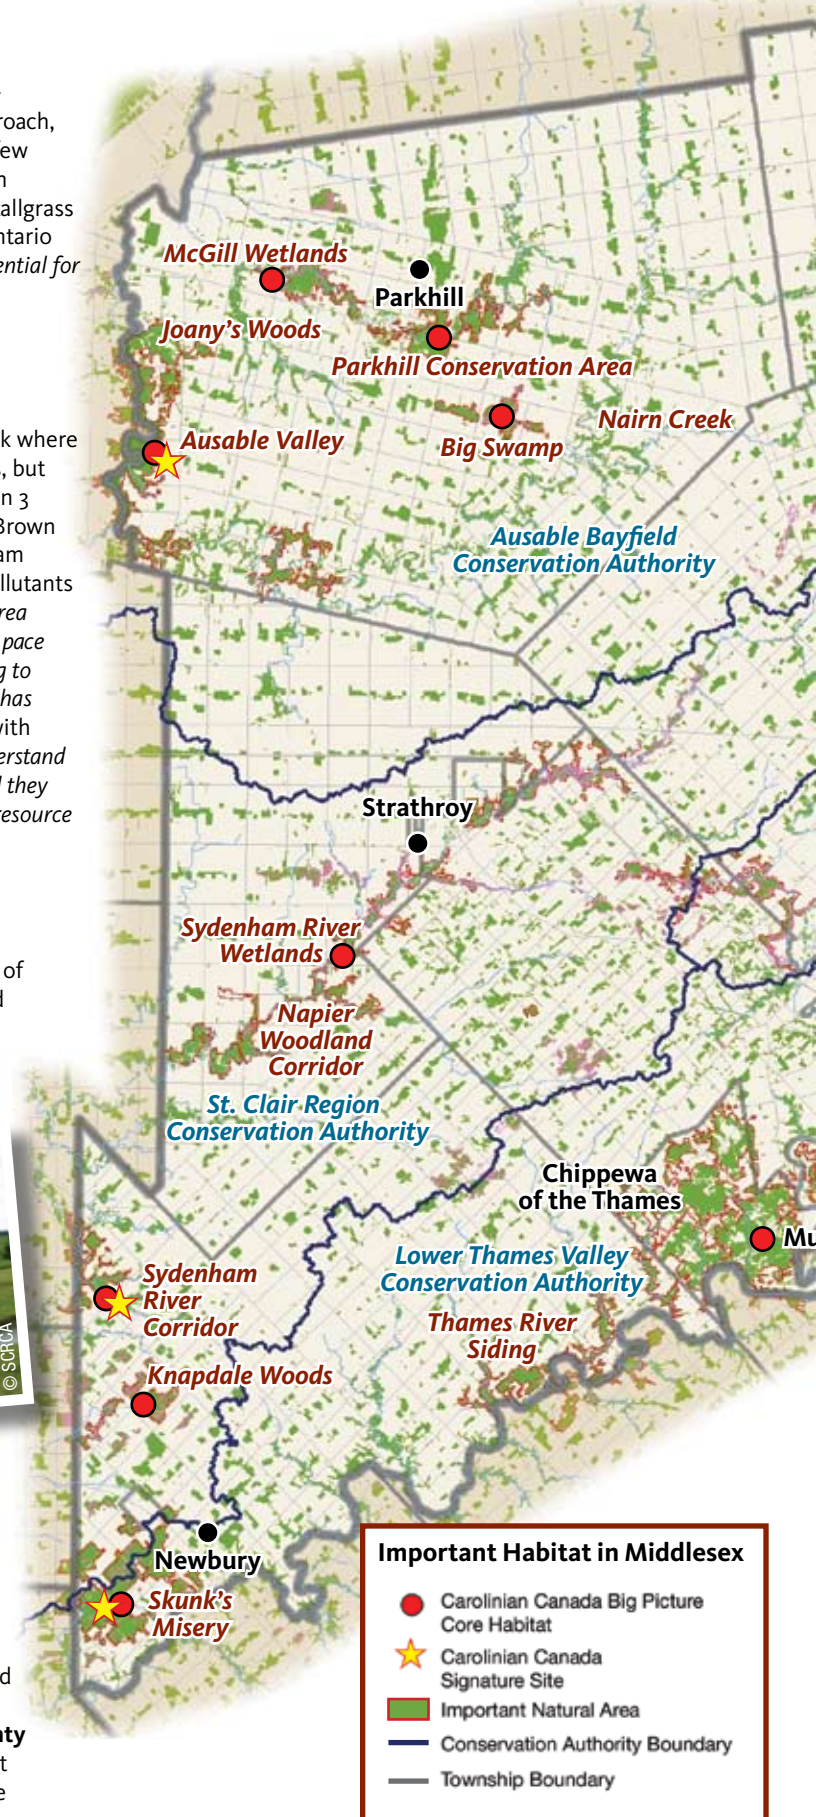 roach,
ew
n
allgrass
ntario
ential for
k where
s, but
n 3
Brown
am
llutants
rea
pace
g to
has
with
erstand
they
resource
of
d
© SCRCA
d
nty
t
e
McGill Wetlands
Parkhill
Joany's Woods
Parkhill Conservation Area
Nairn Creek
Ausable Valley
Big Swamp
Ausable Bayfield
Conservation Authority
Strathroy
Sydenham River
Wetlands
Napier
Woodland
Corridor
St. Clair Region
Conservation Authority
Chippewa
of the Thames
Mu
Lower Thames Valley
Conservation Authority
Sydenham
River
Corridor
Thames River
Siding
Knapdale Woods
Newbury
Skunk's
Misery
Important Habitat in Middlesex
Carolinian Canada Big Picture
Core Habitat
Carolinian Canada
Signature Site
Important Natural Area
Conservation Authority Boundary
Township Boundary